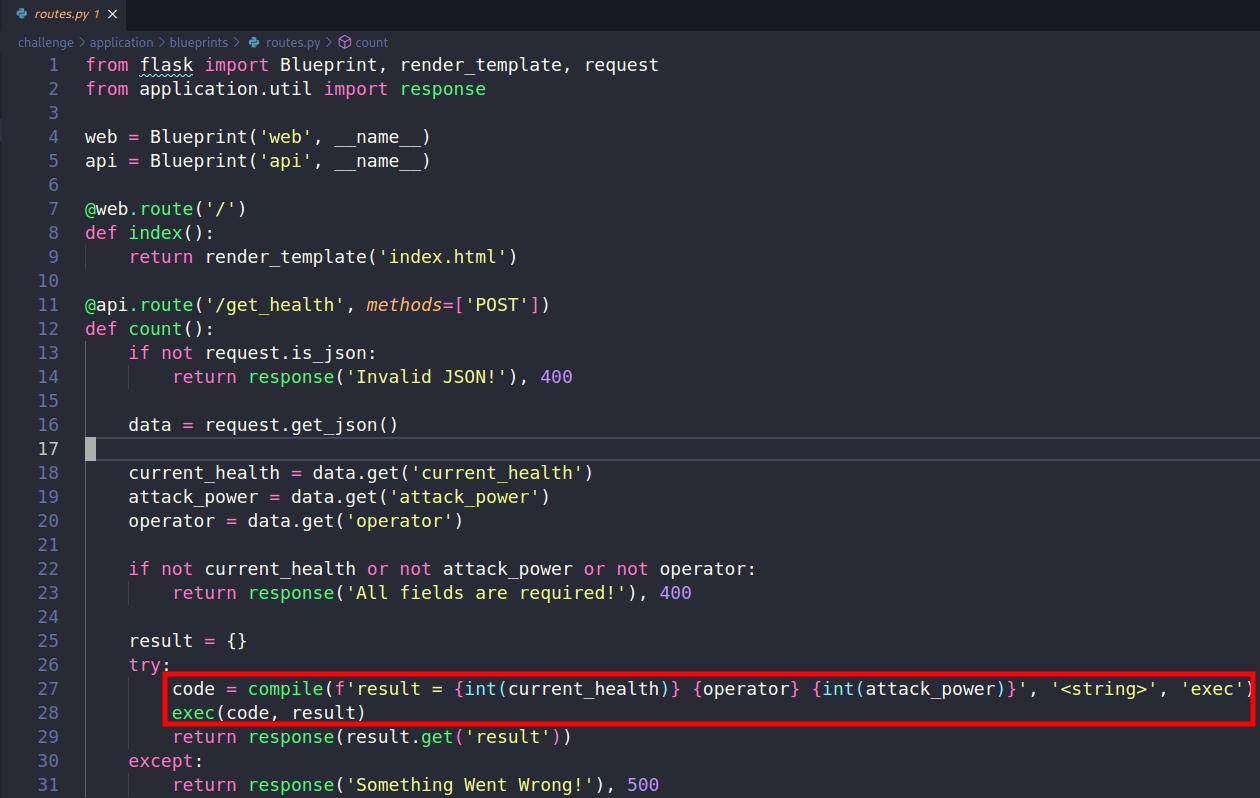 routes.py 1 ×
challenge > application > blueprints > routes.py > count
1 from flask import Blueprint, render_template, request
2 from application.util import response
3
4 web = Blueprint('web', __name__)
5 api = Blueprint('api', __name__)
6
7 @web.route('/')
8 def index():
9     return render_template('index.html')
10
11 @api.route('/get_health', methods=['POST'])
12 def count():
13     if not request.is_json:
14         return response('Invalid JSON!'), 400
15
16     data = request.get_json()
17
18     current_health = data.get('current_health')
19     attack_power = data.get('attack_power')
20     operator = data.get('operator')
21
22     if not current_health or not attack_power or not operator:
23         return response('All fields are required!'), 400
24
25     result = {}
26     try:
27         code = compile(f'result = {int(current_health)} {operator} {int(attack_power)}', '<string>', 'exec')
28         exec(code, result)
29         return response(result.get('result'))
30     except:
31         return response('Something Went Wrong!'), 500